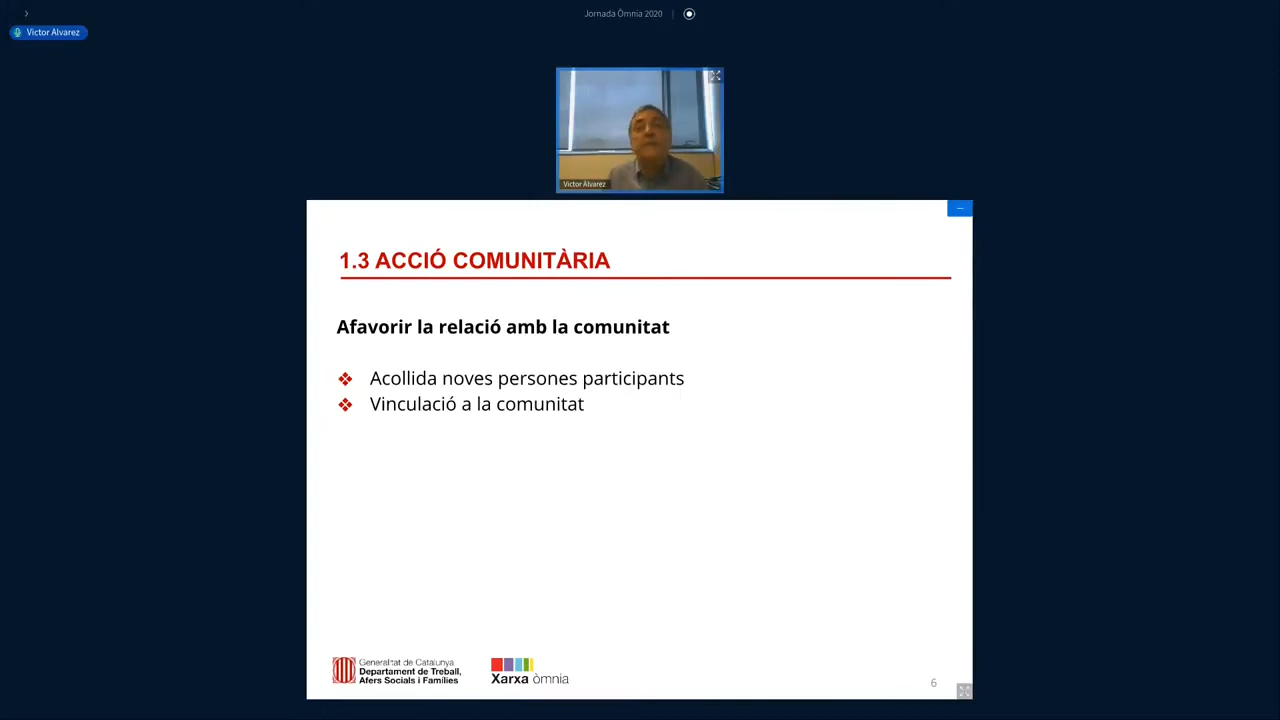 Jornada Òmnia 2020
Victor Alvarez
Victor Alvarez
1.3 ACCIÓ COMUNITÀRIA
Afavorir la relació amb la comunitat
❖ Acollida noves persones participants
❖ Vinculació a la comunitat
Generalitat de Catalunya
Departament de Treball,
Afers Socials i Famílies
Xarxa òmnia
6